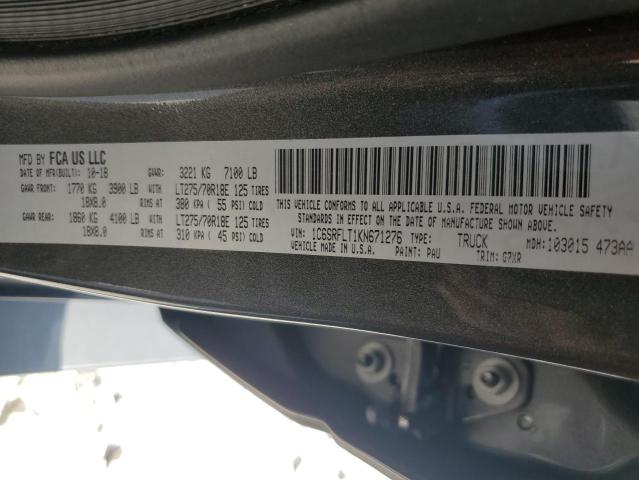 MFD BY FCA US LLC
DATE OF MFR(BUILT): 10-18 GVWR: 3221 KG 7100 LB
GAWR FRONT: 1770 KG 3900 LB WITH LT275/70R18E 125 TIRES
18X8.0 RIMS AT 380 KPA ( 55 PSI) COLD
GAWR REAR: 1860 KG 4100 LB WITH LT275/70R18E 125 TIRES
18X8.0 RIMS AT 310 KPA ( 45 PSI) COLD
THIS VEHICLE CONFORMS TO ALL APPLICABLE U.S.A. FEDERAL MOTOR VEHICLE SAFETY
STANDARDS IN EFFECT ON THE DATE OF MANUFACTURE SHOWN ABOVE.
VIN: 1C6SRFLT1KN671276 TYPE: TRUCK MDH: 103015 473AA
VEHICLE MADE IN U.S.A. PAINT: PAU TRIM: G7XR